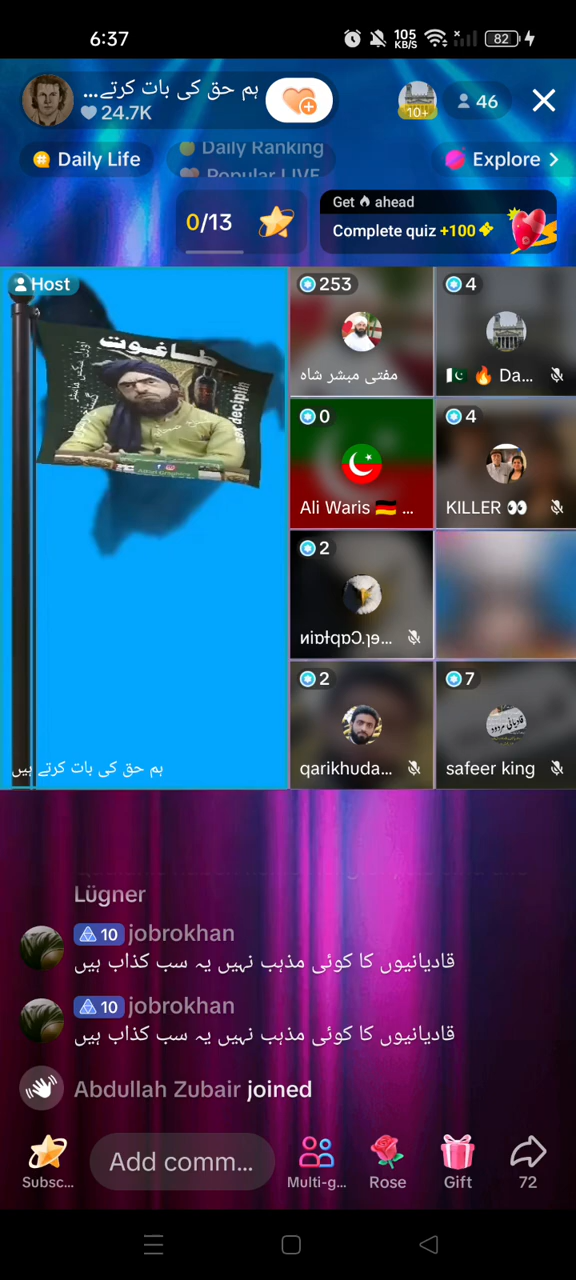 6:37
105
KB/S
82
ہم حق کی بات کرتے...
24.7K
10+
46
Daily Life
Daily Ranking
Popular LIVE
Explore
0/13
Get ahead
Complete quiz +100
Host
طاغوت
ہم حق کی بات کرتے ہیں
253
مفتی مبشر شاہ
4
Da...
0
Ali Waris ...
4
KILLER
2
2
qarikhuda...
7
قادیانی مردود
safeer king
Lügner
10 jobrokhan
قادیانیوں کا کوئی مذہب نہیں یہ سب کذاب ہیں
10 jobrokhan
قادیانیوں کا کوئی مذہب نہیں یہ سب کذاب ہیں
Abdullah Zubair joined
Add comm...
Subsc...
Multi-g...
Rose
Gift
72